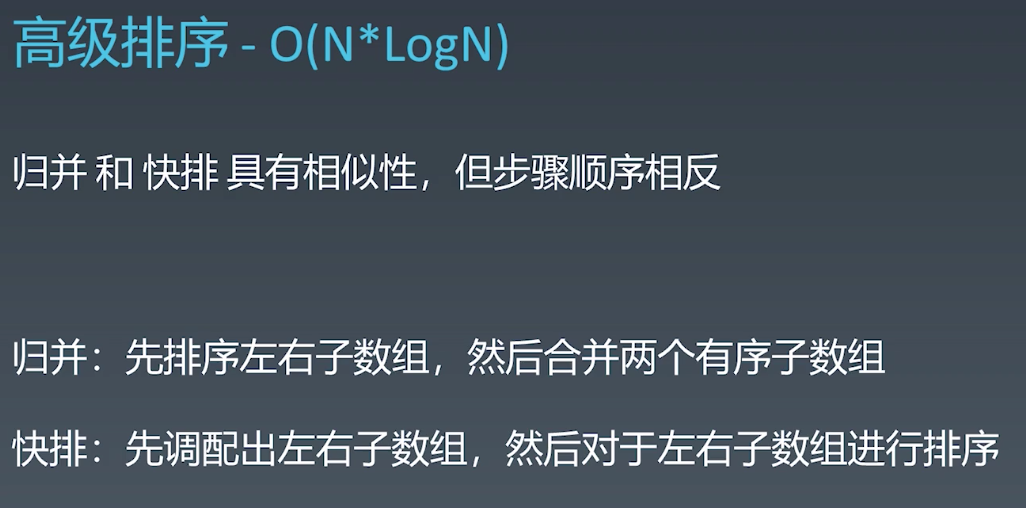 高级排序 - O(N*LogN)
归并 和 快排 具有相似性，但步骤顺序相反
归并：先排序左右子数组，然后合并两个有序子数组
快排：先调配出左右子数组，然后对于左右子数组进行排序